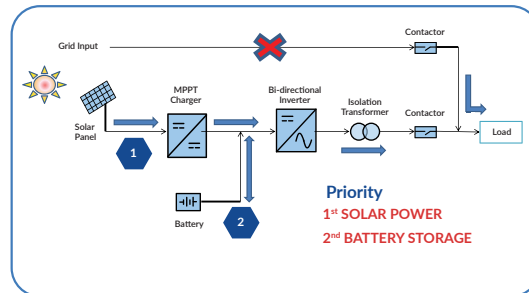 Contactor
Grid Input
MPPT
Charger
Bi-directional
Inverter
Isolation
Transformer
Contactor
Solar
Panel
1
Load
Battery
2
Priority
1st SOLAR POWER
2nd BATTERY STORAGE